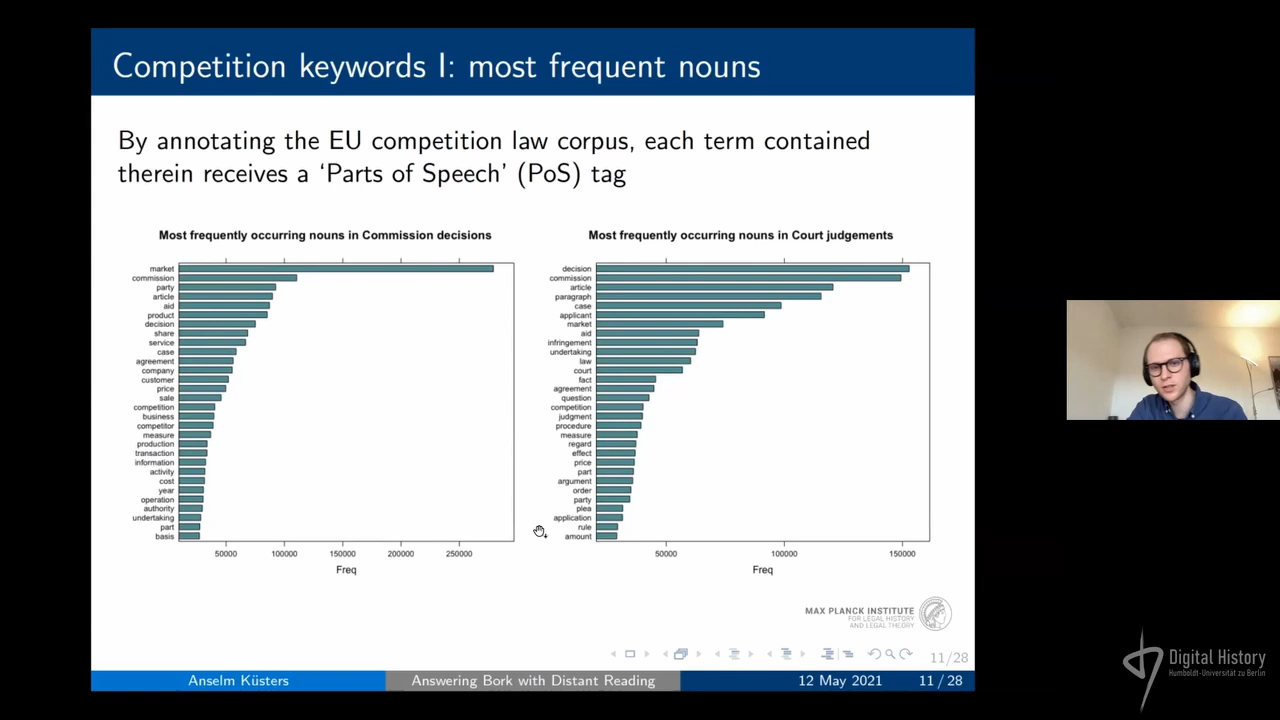 Competition keywords I: most frequent nouns
By annotating the EU competition law corpus, each term contained
therein receives a ‘Parts of Speech’ (PoS) tag
Most frequently occurring nouns in Commission decisions
market
commission
party
article
aid
product
decision
share
service
case
agreement
company
customer
price
sale
competition
business
competitor
measure
production
transaction
information
activity
cost
year
operation
authority
undertaking
part
basis
50000 100000 150000 200000 250000
Freq
Most frequently occurring nouns in Court judgements
decision
commission
article
paragraph
case
applicant
market
aid
infringement
undertaking
law
court
fact
agreement
question
competition
judgment
procedure
measure
regard
effect
price
part
argument
order
party
plea
application
rule
amount
50000 100000 150000
Freq
MAX PLANCK INSTITUTE
FOR LEGAL HISTORY
AND LEGAL THEORY
11/28
Anselm Küsters Answering Bork with Distant Reading 12 May 2021 11 / 28
Digital History
Humboldt-Universität zu Berlin